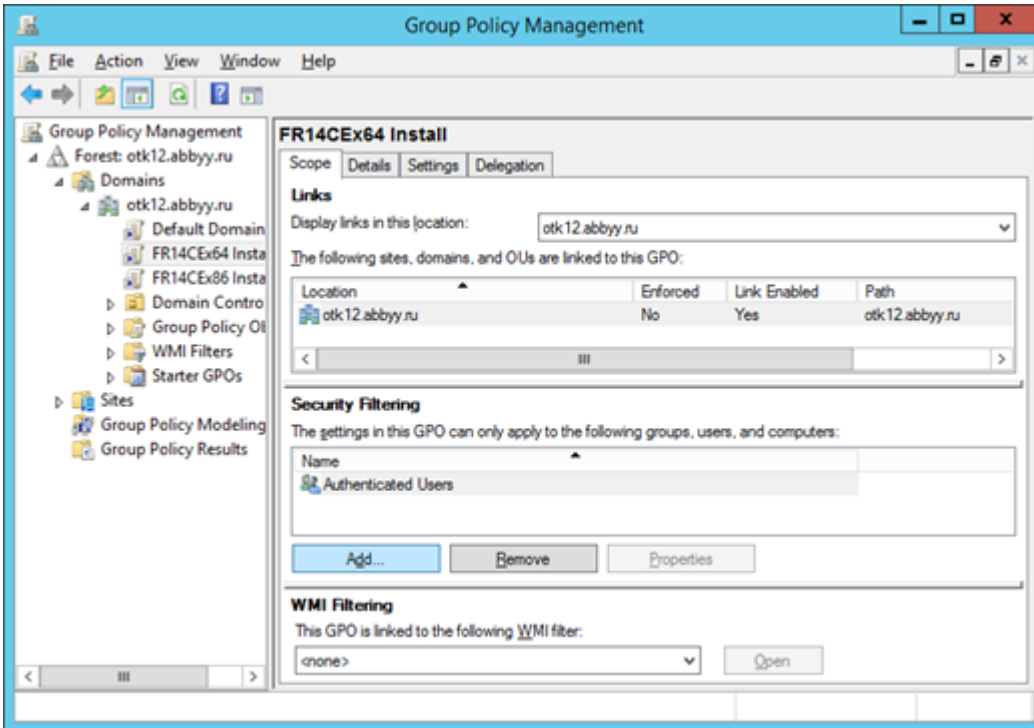 Group Policy Management
File Action View Window Help
Group Policy Management
Forest: otk12.abbyy.ru
Domains
otk12.abbyy.ru
Default Domain
FR14CEx64 Insta
FR14CEx86 Insta
Domain Contro
Group Policy Ob
WMI Filters
Starter GPOs
Sites
Group Policy Modeling
Group Policy Results
FR14CEx64 Install
Scope Details Settings Delegation
Links
Display links in this location: otk12.abbyy.ru
The following sites, domains, and OUs are linked to this GPO:
Location Enforced Link Enabled Path
otk12.abbyy.ru No Yes otk12.abbyy.ru
Security Filtering
The settings in this GPO can only apply to the following groups, users, and computers:
Name
Authenticated Users
Add... Remove Properties
WMI Filtering
This GPO is linked to the following WMI filter:
<none> Open